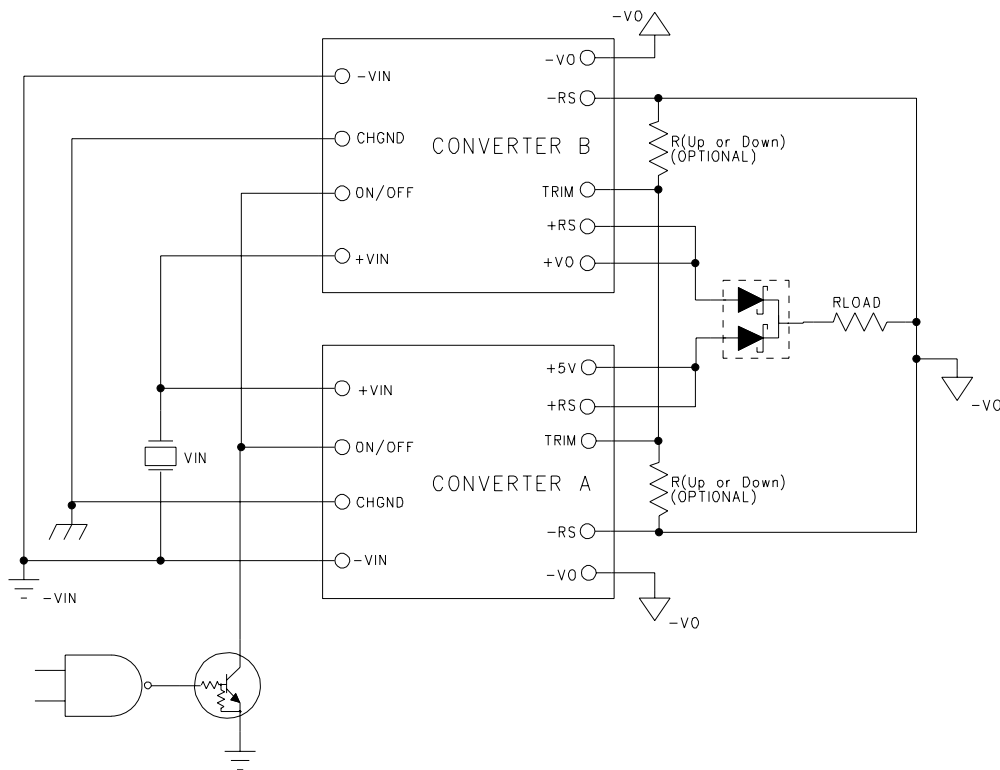 -VO
-VIN
-VO
-RS
CHGND
CONVERTER B
R(Up or Down)
(OPTIONAL)
ON/OFF
TRIM
+RS
+VIN
+VO
RLOAD
+VIN
+5V
+RS
-VO
ON/OFF
TRIM
VIN
CONVERTER A
R(Up or Down)
(OPTIONAL)
CHGND
-RS
-VIN
-VO
-VIN
-VO